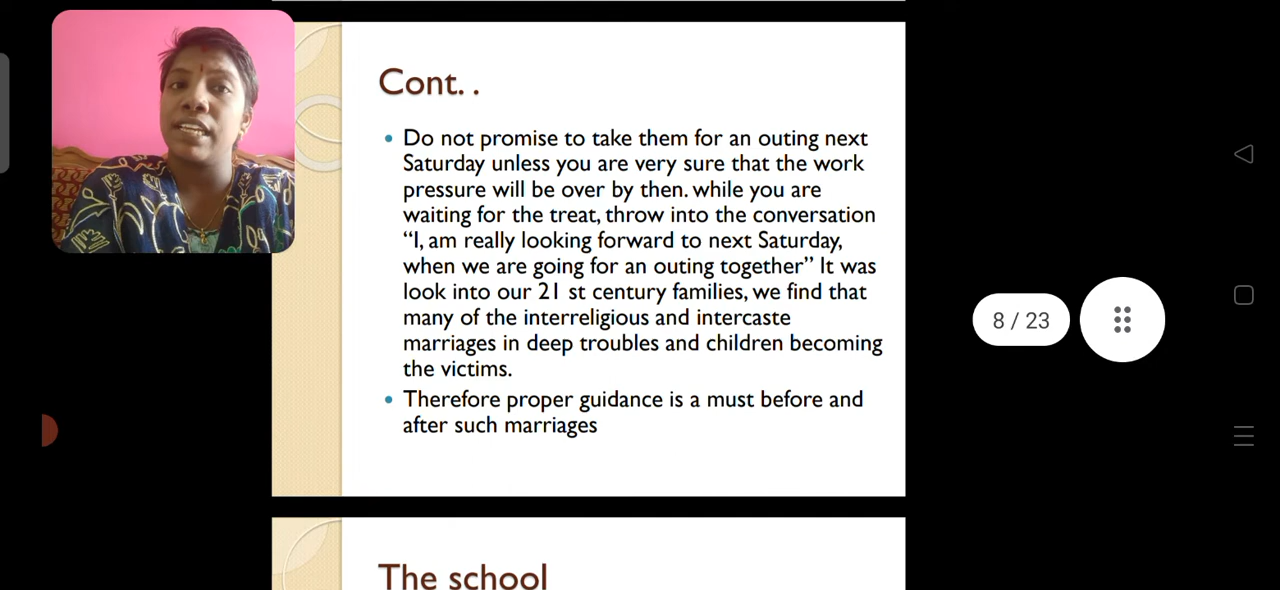 Cont. .
Do not promise to take them for an outing next
Saturday unless you are very sure that the work
pressure will be over by then. while you are
waiting for the treat, throw into the conversation
“I, am really looking forward to next Saturday,
when we are going for an outing together” It was
look into our 21 st century families, we find that
many of the interreligious and intercaste
marriages in deep troubles and children becoming
the victims.
Therefore proper guidance is a must before and
after such marriages
8 / 23
The school